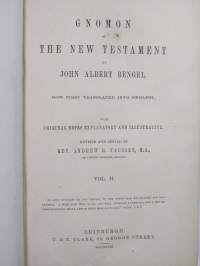 GNOMON
OF
THE NEW TESTAMENT
BY
JOHN ALBERT BENGEL.
NOW FIRST TRANSLATED INTO ENGLISH.
WITH
ORIGINAL NOTES EXPLANATORY AND ILLUSTRATIVE.
REVISED AND EDITED BY
REV. ANDREW R. FAUSSET, M.A.,
VOL. II.
EDINBURGH:
T. & T. CLARK, 38 GEORGE STREET.